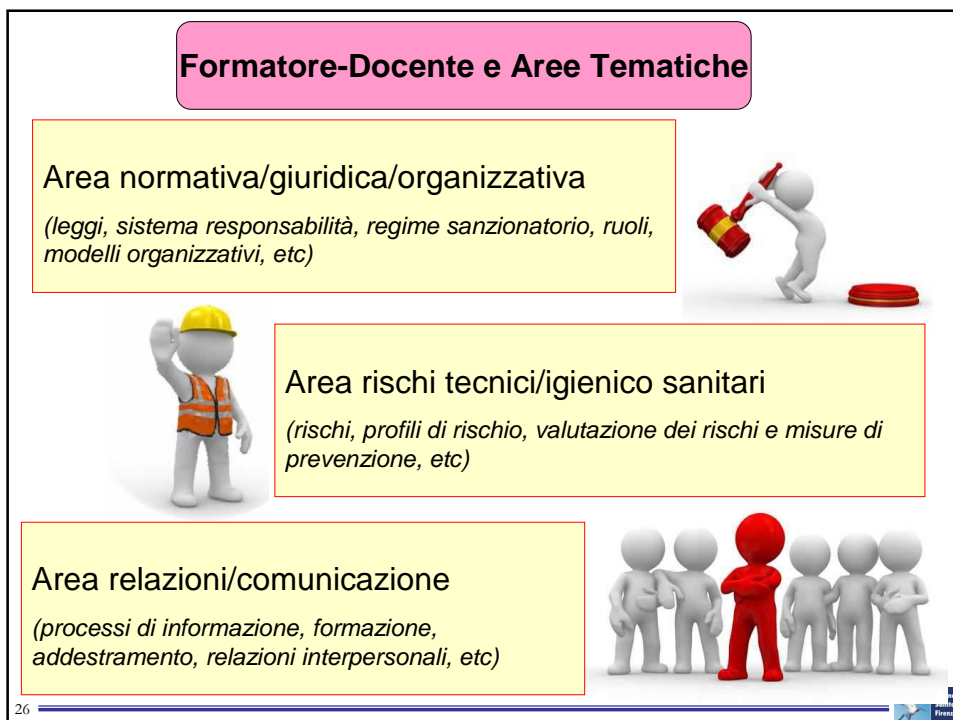 Formatore-Docente e Aree Tematiche
Area normativa/giuridica/organizzativa
(leggi, sistema responsabilità, regime sanzionatorio, ruoli,
modelli organizzativi, etc)
Area rischi tecnici/igienico sanitari
(rischi, profili di rischio, valutazione dei rischi e misure di
prevenzione, etc)
Area relazioni/comunicazione
(processi di informazione, formazione,
addestramento, relazioni interpersonali, etc)
26